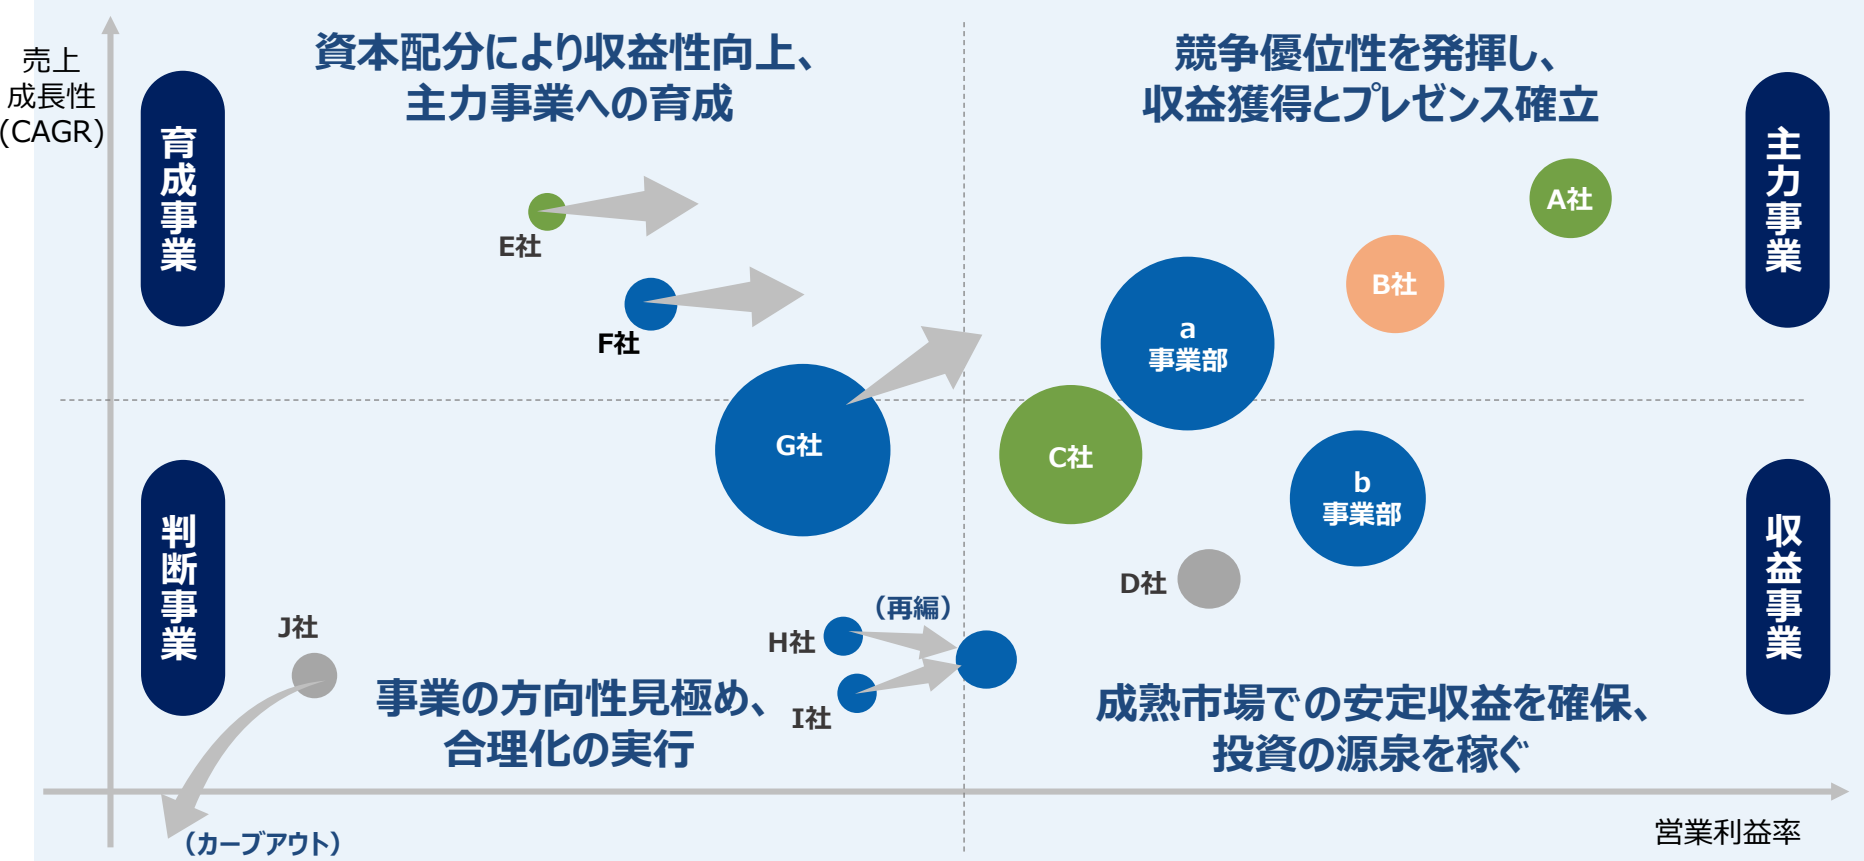 売上
成長性
(CAGR)
資本配分により収益性向上、
主力事業への育成
競争優位性を発揮し、
収益獲得とプレゼンス確立
育成事業
主力事業
E社
F社
G社
A社
B社
a
事業部
C社
b
事業部
D社
判断事業
収益事業
J社
H社
I社
（再編）
事業の方向性見極め、
合理化の実行
成熟市場での安定収益を確保、
投資の源泉を稼ぐ
（カーブアウト）
営業利益率